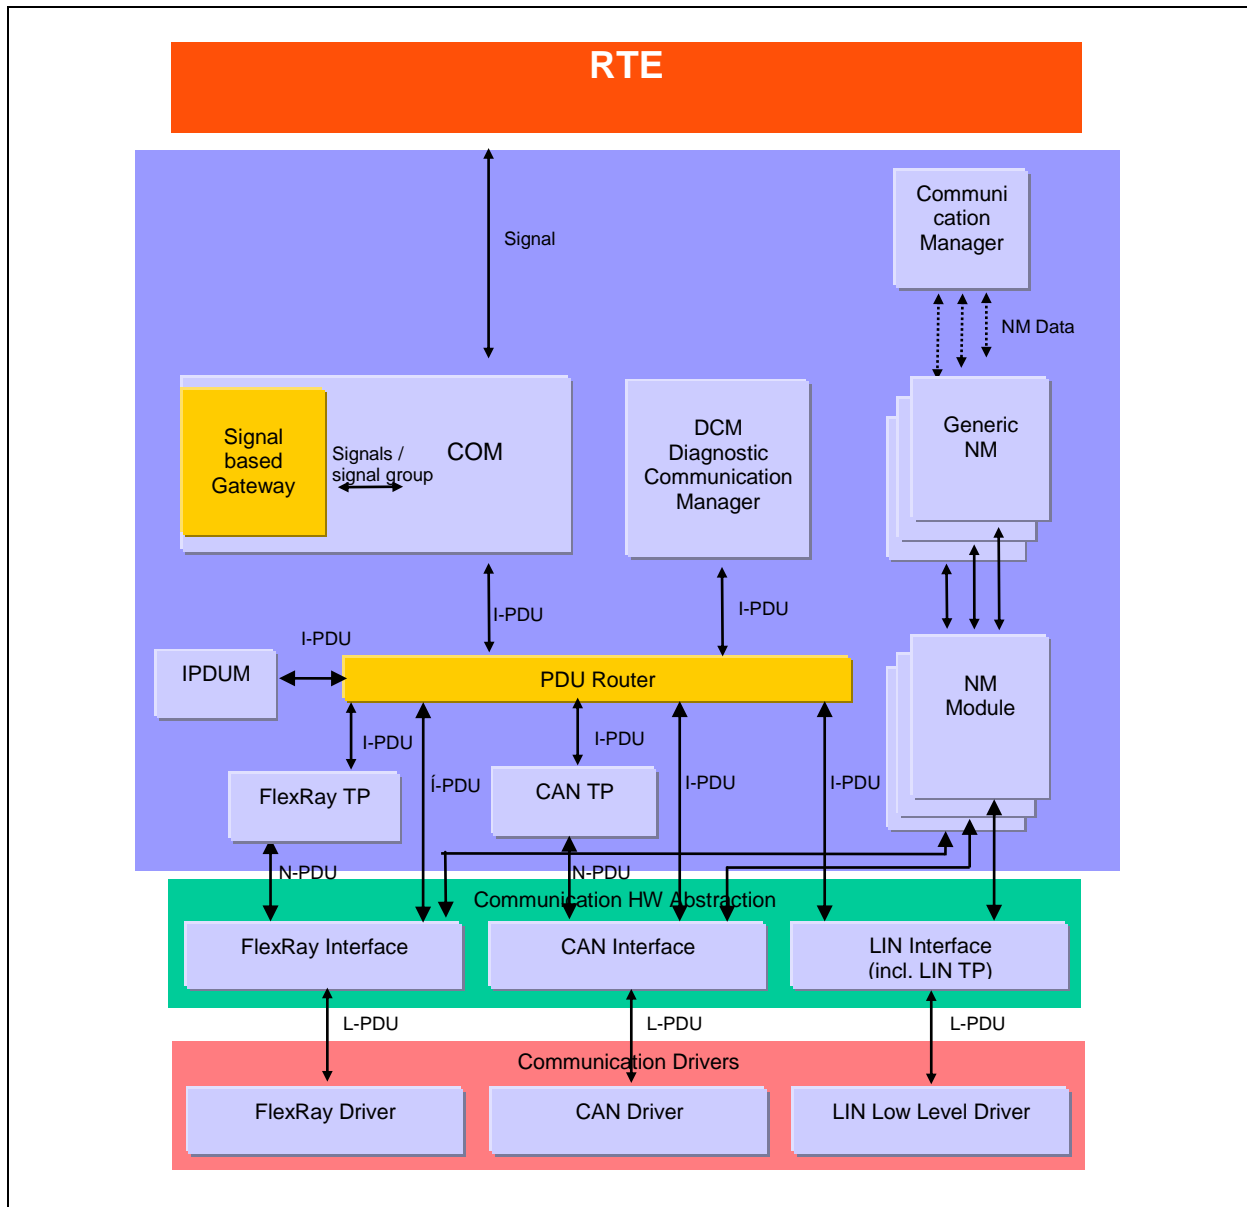 RTE
Communi
cation
Manager
Signal
NM Data
Signal
based
Gateway
Signals /
signal group
COM
DCM
Diagnostic
Communication
Manager
Generic
NM
I-PDU
I-PDU
I-PDU
IPDUM
PDU Router
NM
Module
I-PDU
I-PDU
FlexRay TP
Í-PDU
CAN TP
I-PDU
I-PDU
N-PDU
N-PDU
Communication HW Abstraction
FlexRay Interface
CAN Interface
LIN Interface
(incl. LIN TP)
L-PDU
L-PDU
L-PDU
Communication Drivers
FlexRay Driver
CAN Driver
LIN Low Level Driver